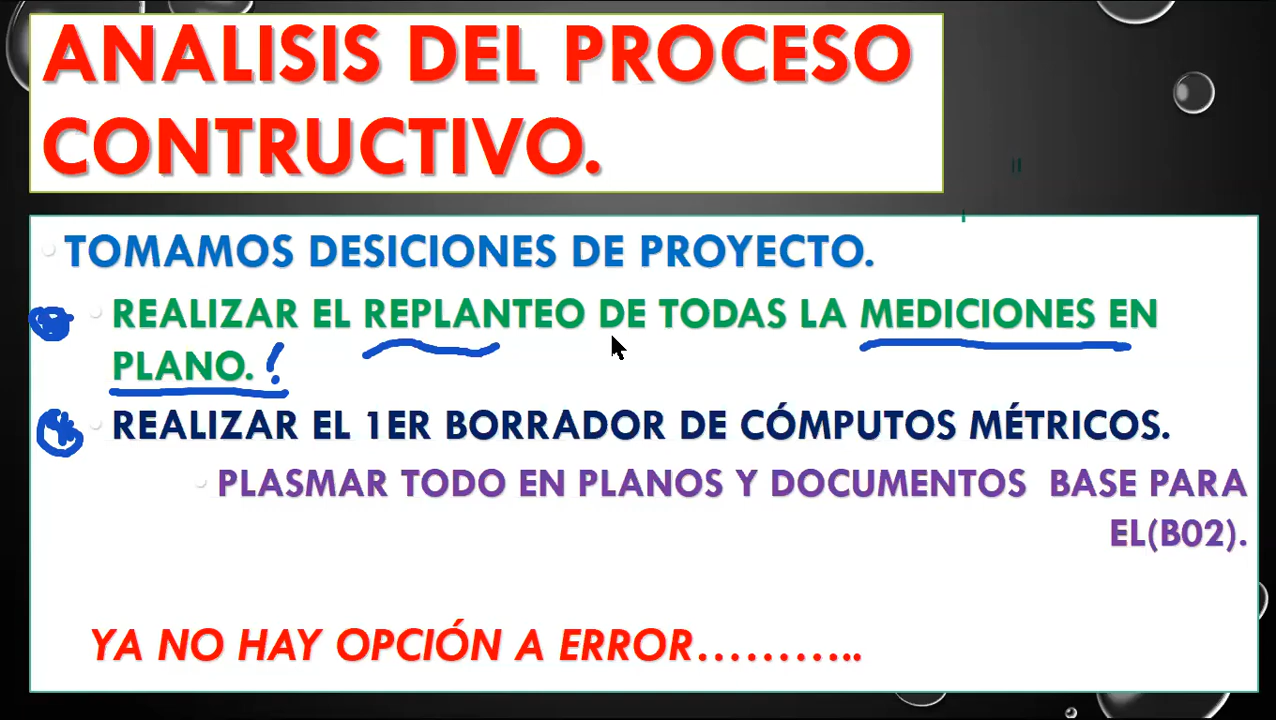 ANALISIS DEL PROCESO
CONTRUCTIVO.
TOMAMOS DESICIONES DE PROYECTO.
REALIZAR EL REPLANTEO DE TODAS LA MEDICIONES EN
PLANO. !
REALIZAR EL 1ER BORRADOR DE CÓMPUTOS MÉTRICOS.
PLASMAR TODO EN PLANOS Y DOCUMENTOS BASE PARA
EL(B02).
YA NO HAY OPCIÓN A ERROR………..